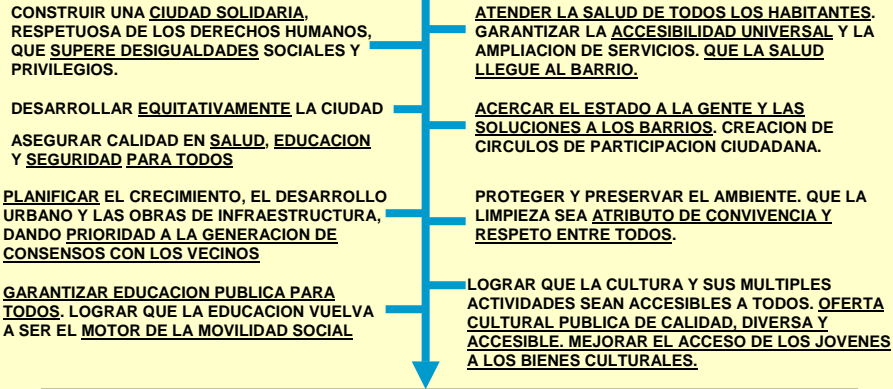 CONSTRUIR UNA CIUDAD SOLIDARIA,
RESPETUOSA DE LOS DERECHOS HUMANOS,
QUE SUPERE DESIGUALDADES SOCIALES Y
PRIVILEGIOS.
DESARROLLAR EQUITATIVAMENTE LA CIUDAD
ASEGURAR CALIDAD EN SALUD, EDUCACION
Y SEGURIDAD PARA TODOS
PLANIFICAR EL CRECIMIENTO, EL DESARROLLO
URBANO Y LAS OBRAS DE INFRAESTRUCTURA,
DANDO PRIORIDAD A LA GENERACION DE
CONSENSOS CON LOS VECINOS
GARANTIZAR EDUCACION PUBLICA PARA
TODOS. LOGRAR QUE LA EDUCACION VUELVA
A SER EL MOTOR DE LA MOVILIDAD SOCIAL
ATENDER LA SALUD DE TODOS LOS HABITANTES.
GARANTIZAR LA ACCESIBILIDAD UNIVERSAL Y LA
AMPLIACION DE SERVICIOS. QUE LA SALUD
LLEGUE AL BARRIO.
ACERCAR EL ESTADO A LA GENTE Y LAS
SOLUCIONES A LOS BARRIOS. CREACION DE
CIRCULOS DE PARTICIPACION CIUDADANA.
PROTEGER Y PRESERVAR EL AMBIENTE. QUE LA
LIMPIEZA SEA ATRIBUTO DE CONVIVENCIA Y
RESPETO ENTRE TODOS.
LOGRAR QUE LA CULTURA Y SUS MULTIPLES
ACTIVIDADES SEAN ACCESIBLES A TODOS. OFERTA
CULTURAL PUBLICA DE CALIDAD, DIVERSA Y
ACCESIBLE. MEJORAR EL ACCESO DE LOS JOVENES
A LOS BIENES CULTURALES.